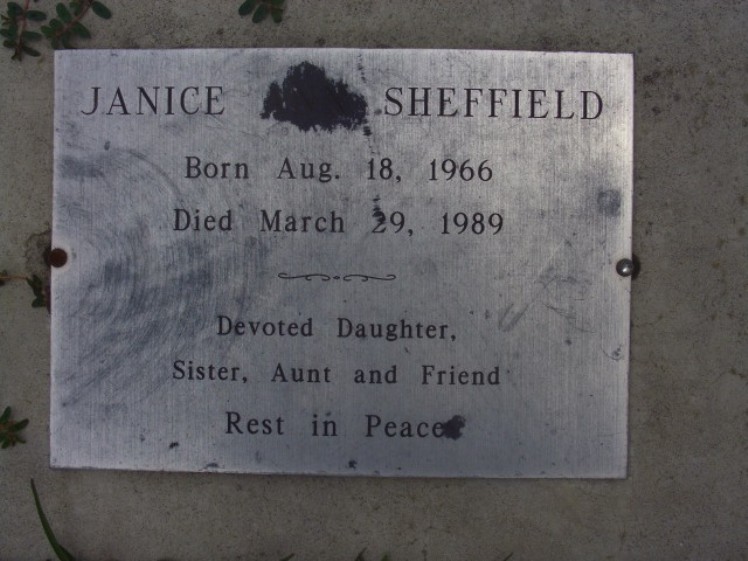 JANICE SHEFFIELD
Born Aug. 18, 1966
Died March 29, 1989
Devoted Daughter,
Sister, Aunt and Friend
Rest in Peace